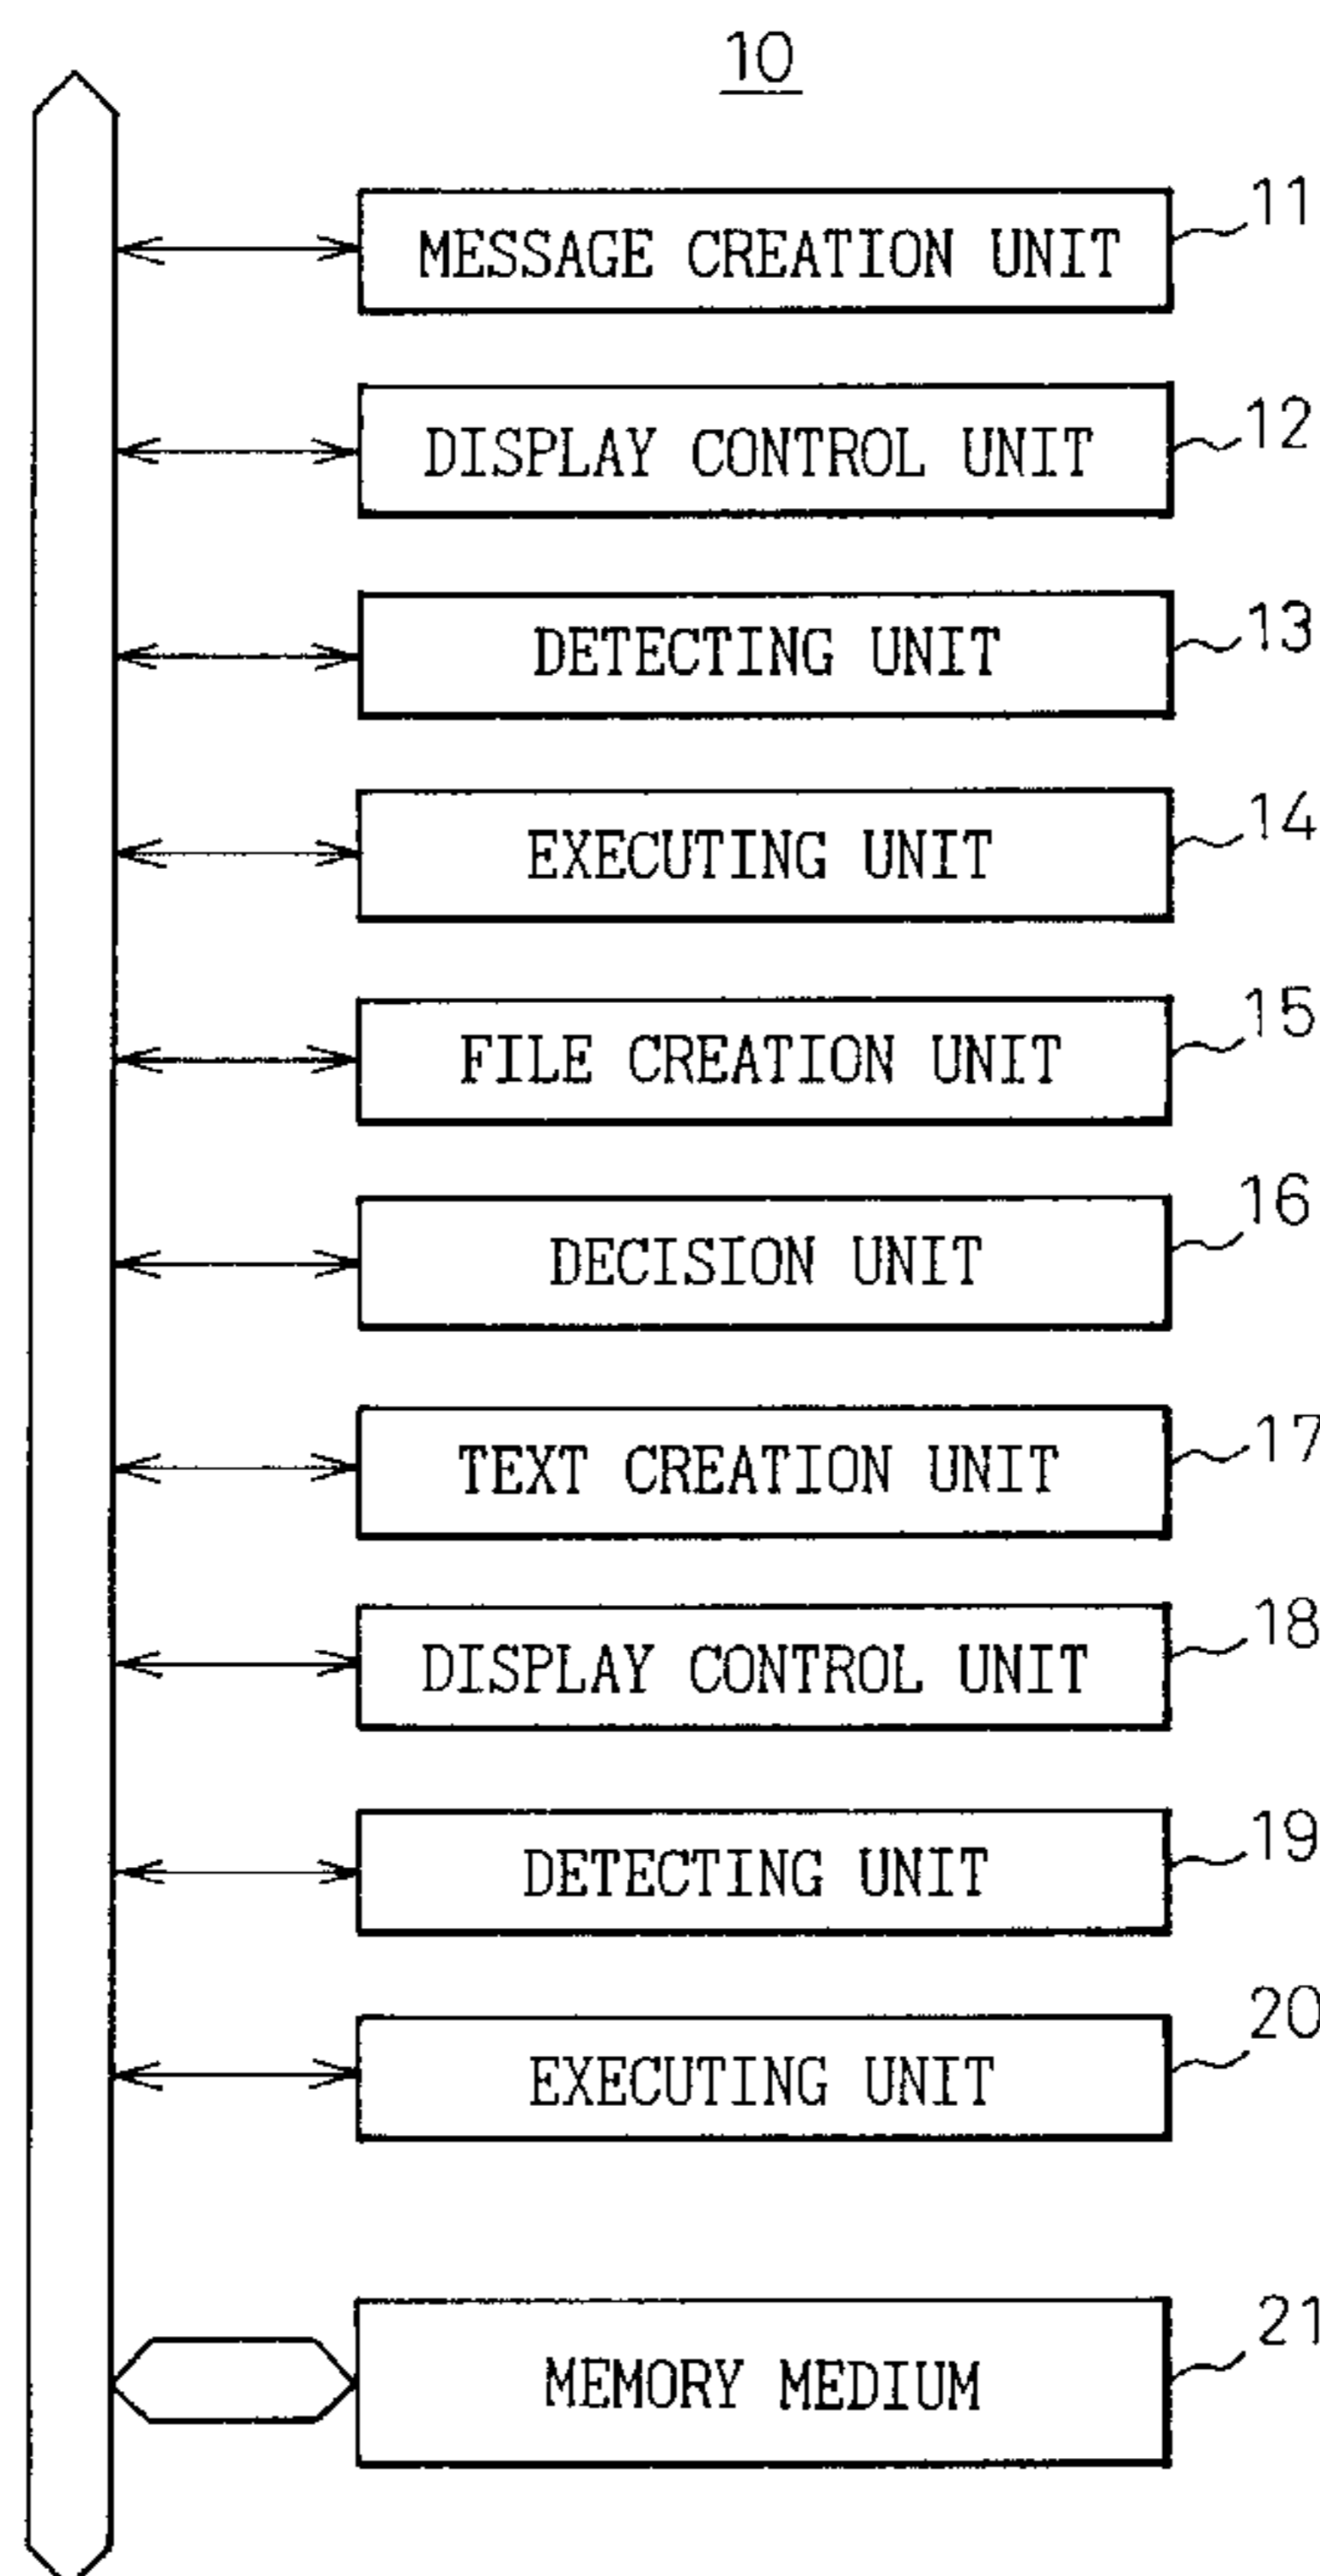 10
MESSAGE CREATION UNIT 11
DISPLAY CONTROL UNIT 12
DETECTING UNIT 13
EXECUTING UNIT 14
FILE CREATION UNIT 15
DECISION UNIT 16
TEXT CREATION UNIT 17
DISPLAY CONTROL UNIT 18
DETECTING UNIT 19
EXECUTING UNIT 20
MEMORY MEDIUM 21